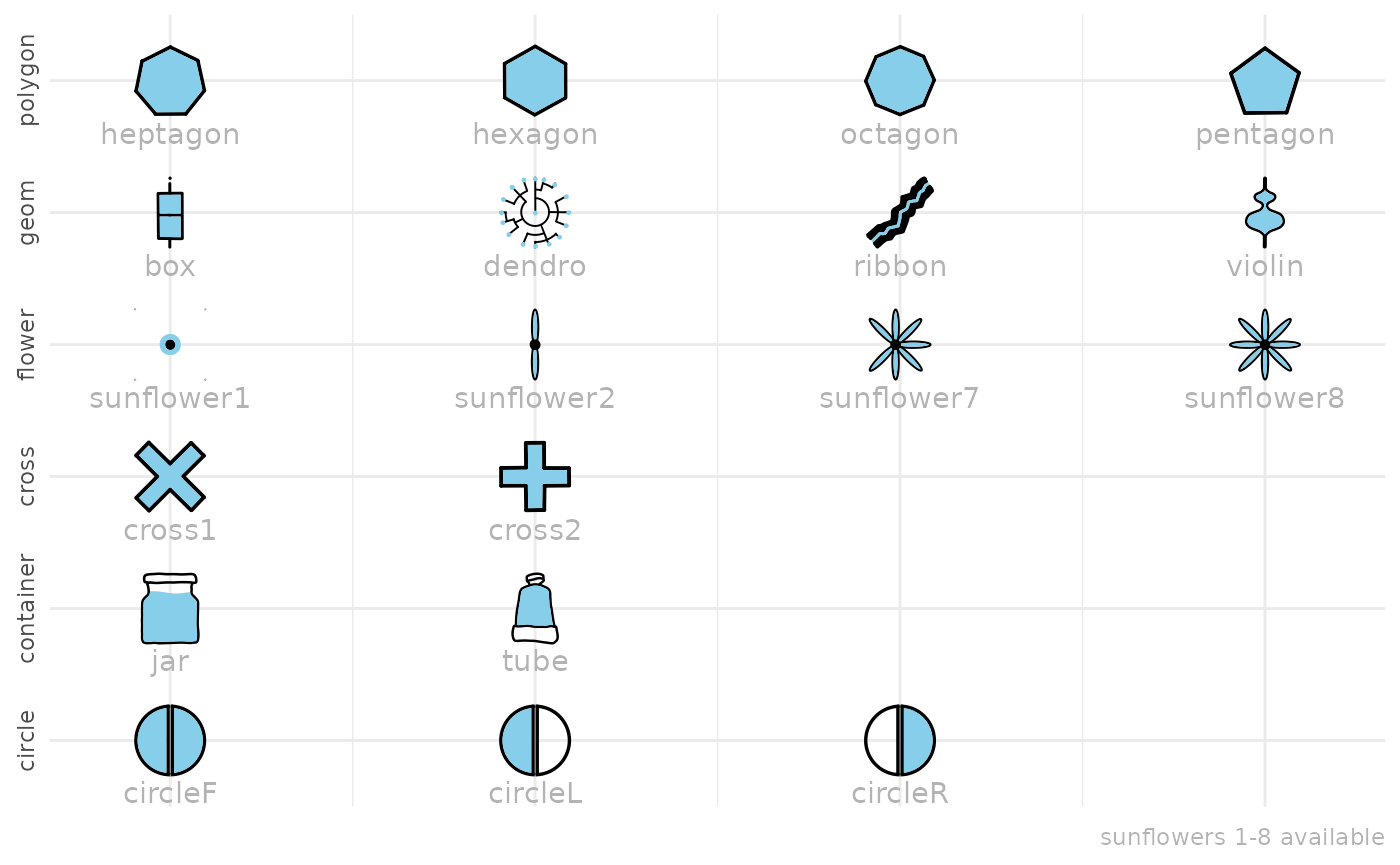 polygon
heptagon hexagon octagon pentagon
geom
box dendro ribbon violin
flower
sunflower1 sunflower2 sunflower7 sunflower8
cross
cross1 cross2
container
jar tube
circle
circleF circleL circleR
sunflowers 1-8 available